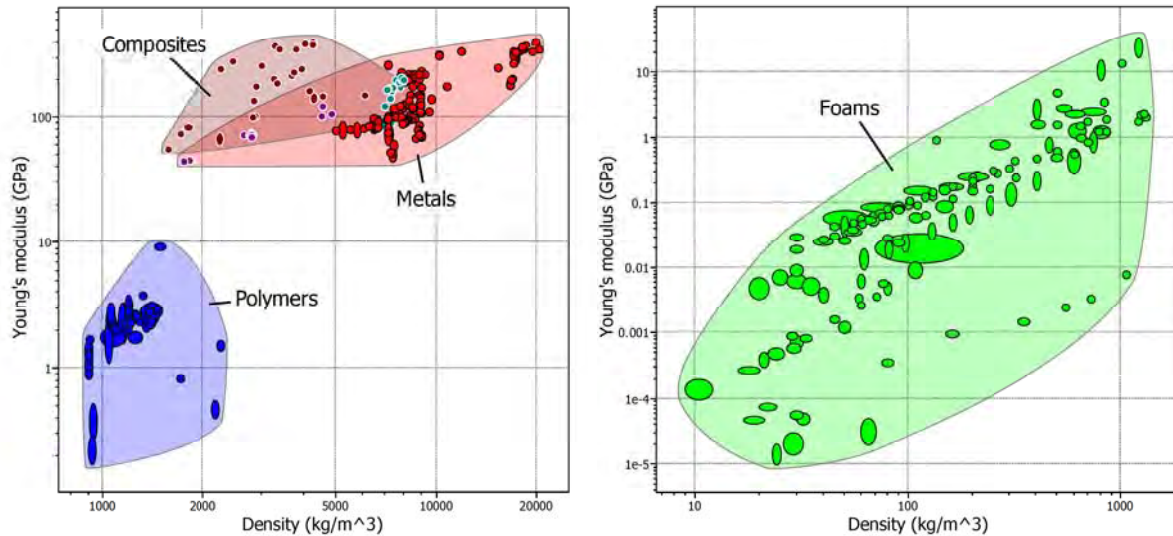 Composites
Metals
Polymers
Young's modulus (GPa)
100
10
1
1000
2000
5000
10000
20000
Density (kg/m^3)
Foams
Young's modulus (GPa)
10
1
0.1
0.01
0.001
1e-4
1e-5
10
100
1000
Density (kg/m^3)